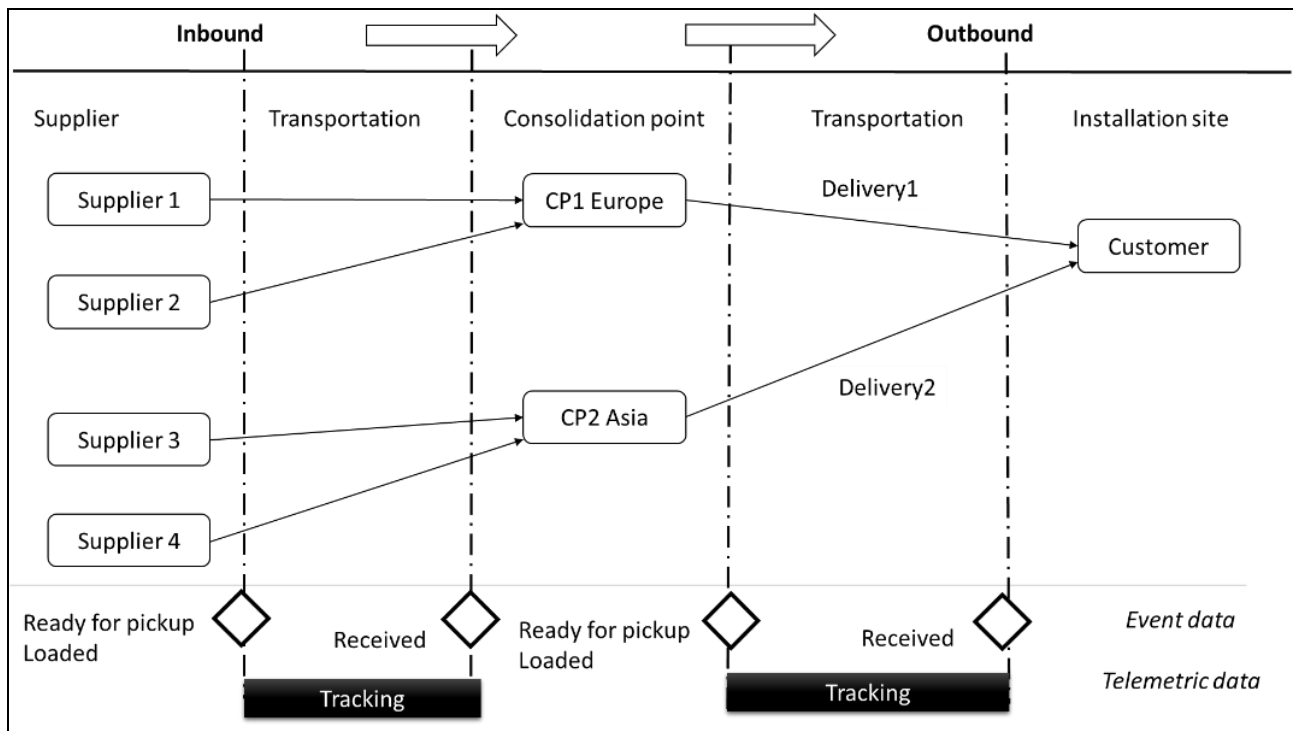 Inbound
Outbound
Supplier
Transportation
Consolidation point
Transportation
Installation site
Supplier 1
CP1 Europe
Delivery1
Customer
Supplier 2
Delivery2
CP2 Asia
Supplier 3
Supplier 4
Ready for pickup
Loaded
Received
Ready for pickup
Loaded
Received
Event data
Tracking
Tracking
Telemetric data